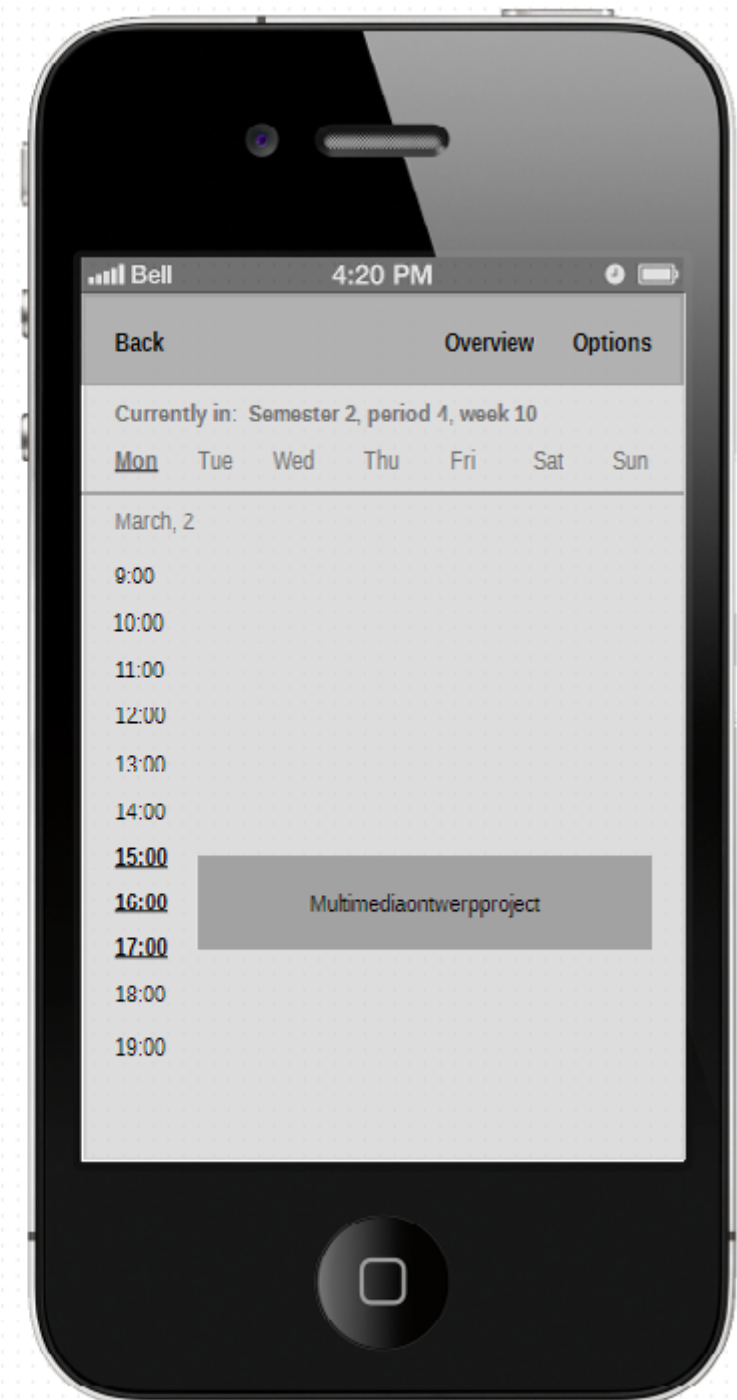 Bell 4:20 PM
Back Overview Options
Currently in: Semester 2, period 4, week 10
Mon Tue Wed Thu Fri Sat Sun
March, 2
9:00
10:00
11:00
12:00
13:00
14:00
15:00
16:00 Multimediaontwerpproject
17:00
18:00
19:00